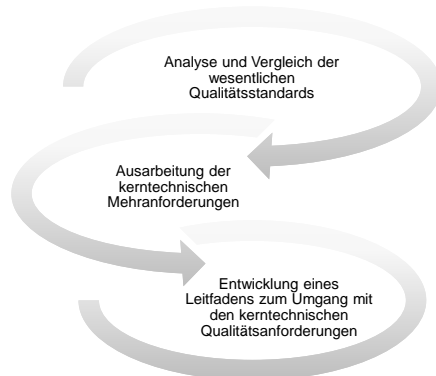 Analyse und Vergleich der
wesentlichen
Qualitätsstandards
Ausarbeitung der
kerntechnischen
Mehranforderungen
Entwicklung eines
Leitfadens zum Umgang mit
den kerntechnischen
Qualitätsanforderungen